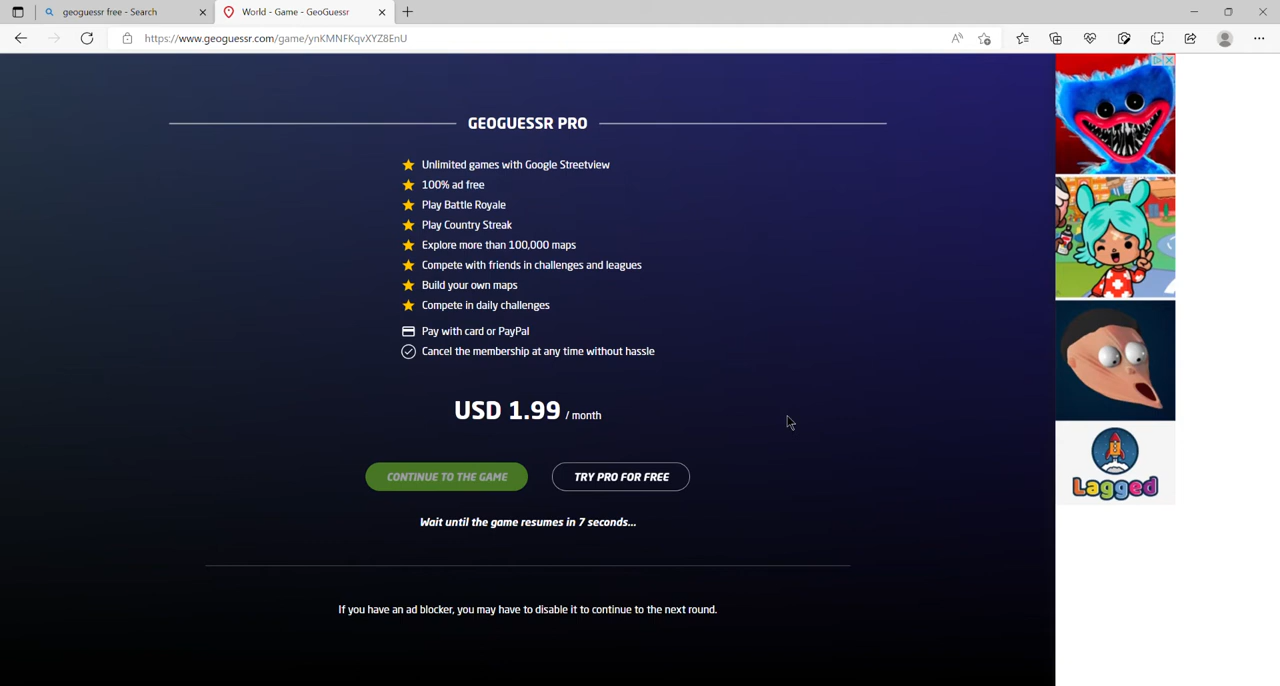 geoguessr free - Search
World - Game - GeoGuessr
https://www.geoguessr.com/game/ynKMNFKqvXYZ8EnU
GEOGUESSR PRO
Unlimited games with Google Streetview
100% ad free
Play Battle Royale
Play Country Streak
Explore more than 100,000 maps
Compete with friends in challenges and leagues
Build your own maps
Compete in daily challenges
Pay with card or PayPal
Cancel the membership at any time without hassle
USD 1.99 / month
CONTINUE TO THE GAME
TRY PRO FOR FREE
Wait until the game resumes in 7 seconds...
If you have an ad blocker, you may have to disable it to continue to the next round.
Lagged